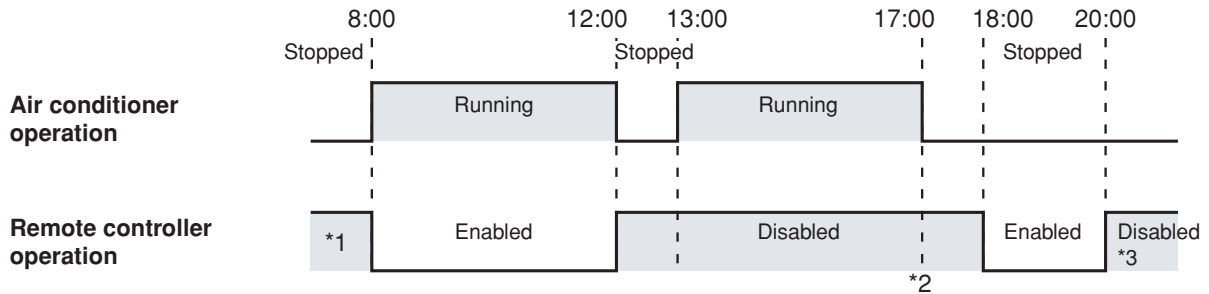 8:00 12:00 13:00 17:00 18:00 20:00
Stopped Stopped Stopped
Air conditioner
operation
Running Running
Remote controller
operation
*1 Enabled Disabled Enabled Disabled
*3
*2